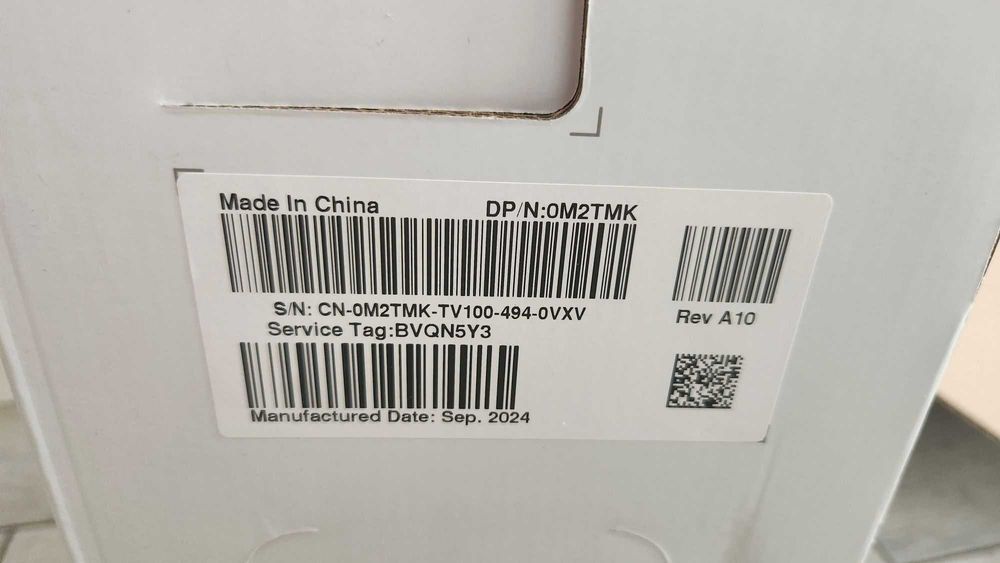 Made In China DP/N:0M2TMK
S/N: CN-0M2TMK-TV100-494-0VXV
Rev A10
Service Tag:BVQN5Y3
Manufactured Date: Sep. 2024